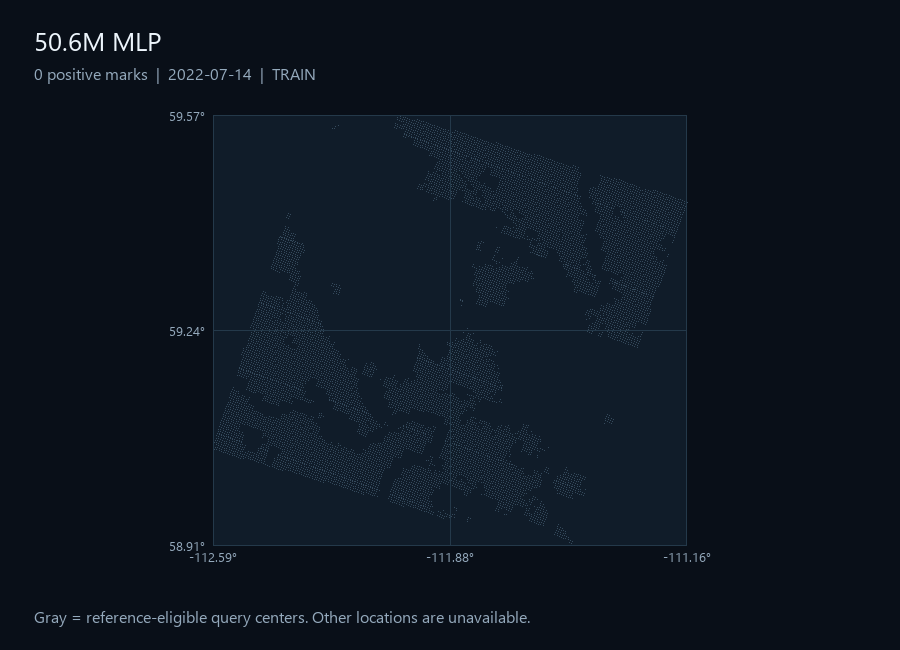 50.6M MLP
0 positive marks | 2022-07-14 | TRAIN
59.57°
59.24°
58.91°
-112.59°
-111.88°
-111.16°
Gray = reference-eligible query centers. Other locations are unavailable.